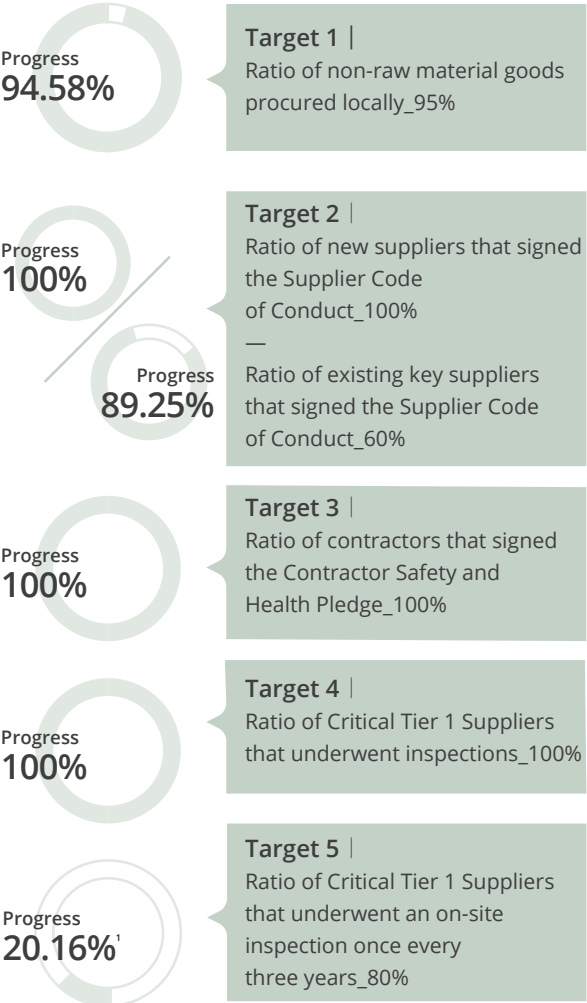 Progress
94.58%
Target 1 |
Ratio of non-raw material goods
procured locally_95%
Progress
100%
Progress
89.25%
Target 2 |
Ratio of new suppliers that signed
the Supplier Code
of Conduct_100%
—
Ratio of existing key suppliers
that signed the Supplier Code
of Conduct_60%
Progress
100%
Target 3 |
Ratio of contractors that signed
the Contractor Safety and
Health Pledge_100%
Progress
100%
Target 4 |
Ratio of Critical Tier 1 Suppliers
that underwent inspections_100%
Progress
20.16%¹
Target 5 |
Ratio of Critical Tier 1 Suppliers
that underwent an on-site
inspection once every
three years_80%